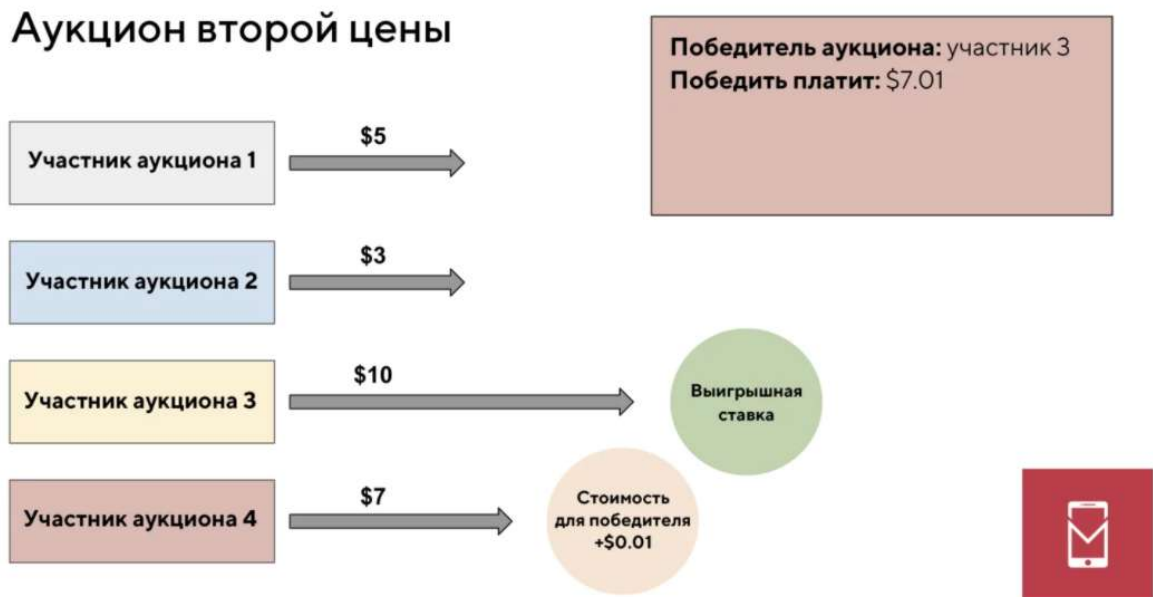 Аукцион второй цены
Победитель аукциона: участник 3
Победить платит: $7.01
Участник аукциона 1
$5
Участник аукциона 2
$3
Участник аукциона 3
$10
Выигрышная
ставка
Участник аукциона 4
$7
Стоимость
для победителя
+$0.01